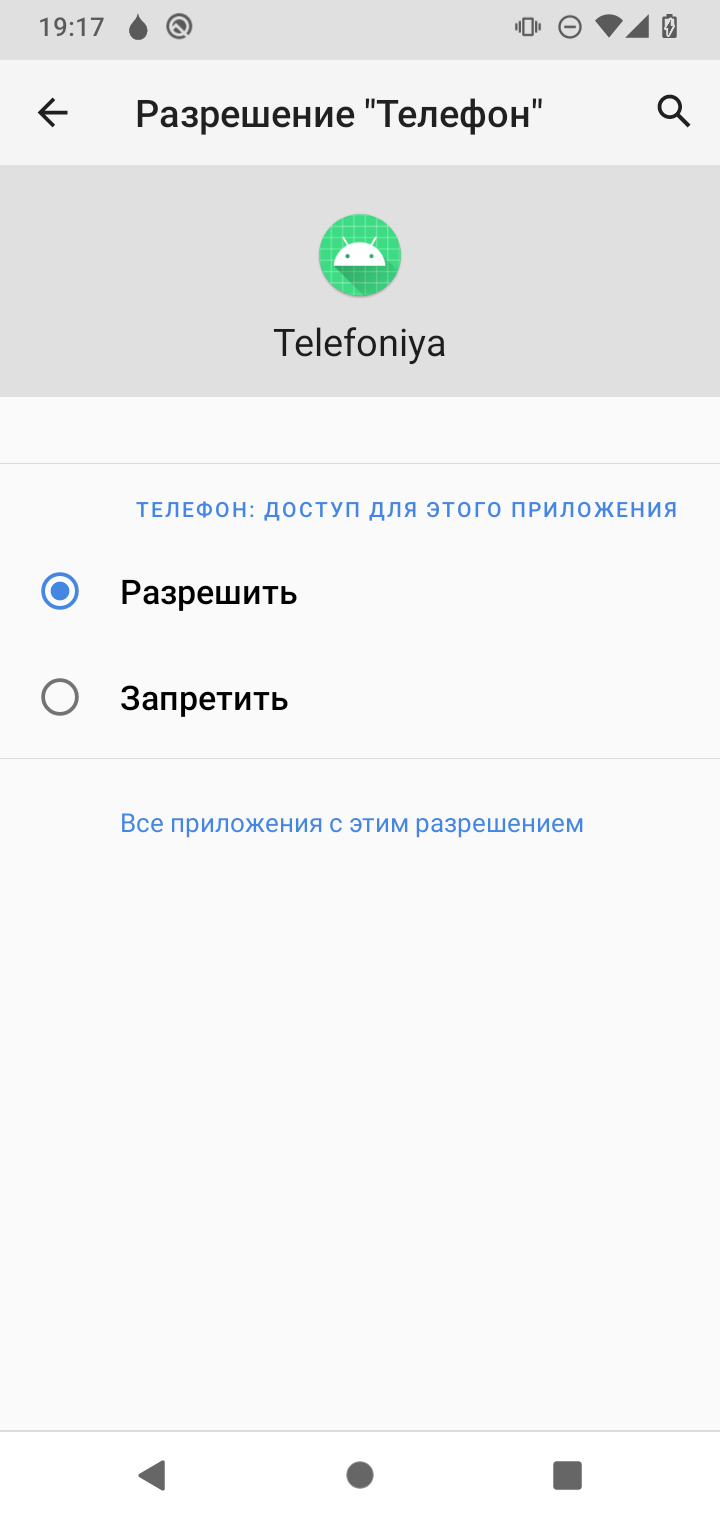 19:17
Разрешение "Телефон"
Telefoniya
ТЕЛЕФОН: ДОСТУП ДЛЯ ЭТОГО ПРИЛОЖЕНИЯ
Разрешить
Запретить
Все приложения с этим разрешением